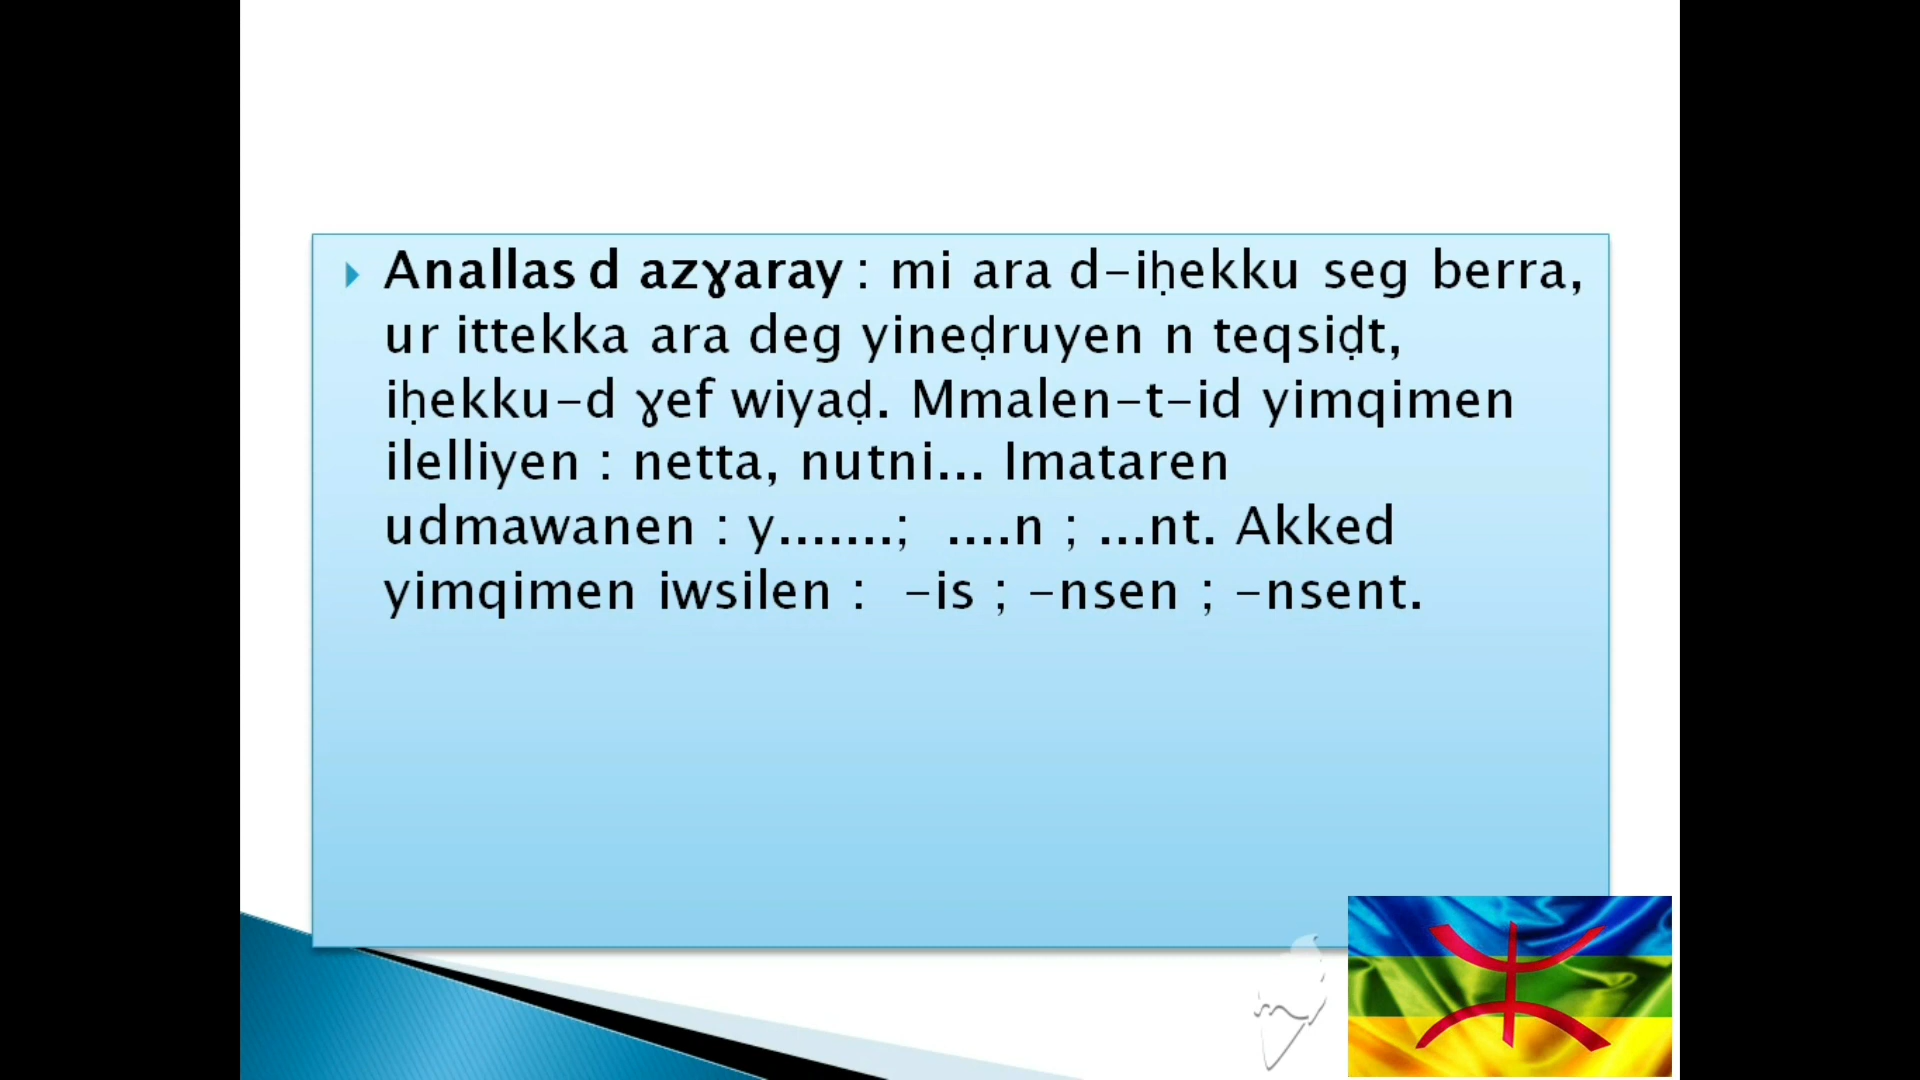 Anallas d azɣaray : mi ara d-iḥekku seg berra,
ur ittekka ara deg yineḍruyen n teqsiḍt,
iḥekku-d ɣef wiyaḍ. Mmalen-t-id yimqimen
ilelliyen : netta, nutni... Imataren
udmawanen : y.......;  ....n ; ...nt. Akked
yimqimen iwsilen :  -is ; -nsen ; -nsent.